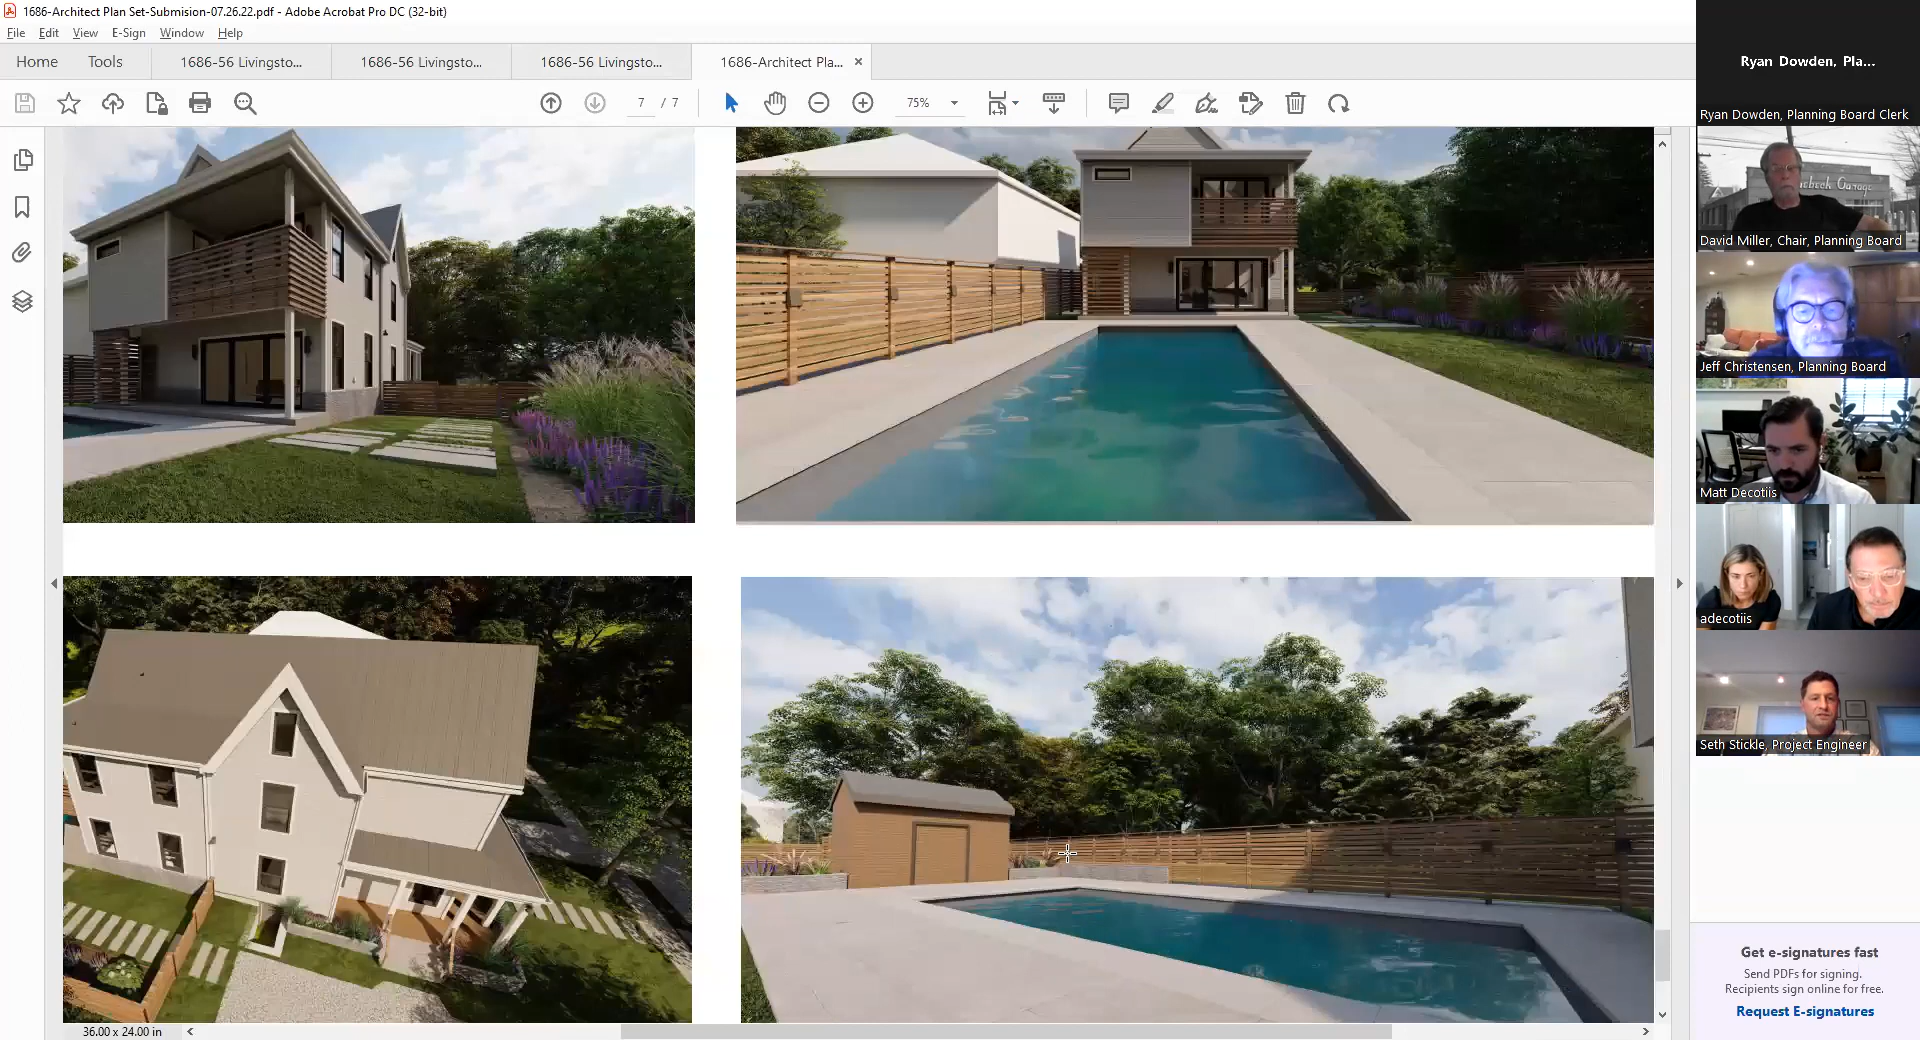 1686-Architect Plan Set-Submision-07.26.22.pdf - Adobe Acrobat Pro DC (32-bit)
File Edit View E-Sign Window Help
Home Tools 1686-56 Livingsto... 1686-56 Livingsto... 1686-56 Livingsto... 1686-Architect Pla... ×
7 / 7 75%
Ryan Dowden, Pla...
Ryan Dowden, Planning Board Clerk
Garage
David Miller, Chair, Planning Board
Jeff Christensen, Planning Board
Matt Decotiis
adecotiis
Seth Stickle, Project Engineer
Get e-signatures fast
Send PDFs for signing.
Recipients sign online for free.
Request E-signatures
36.00 x 24.00 in